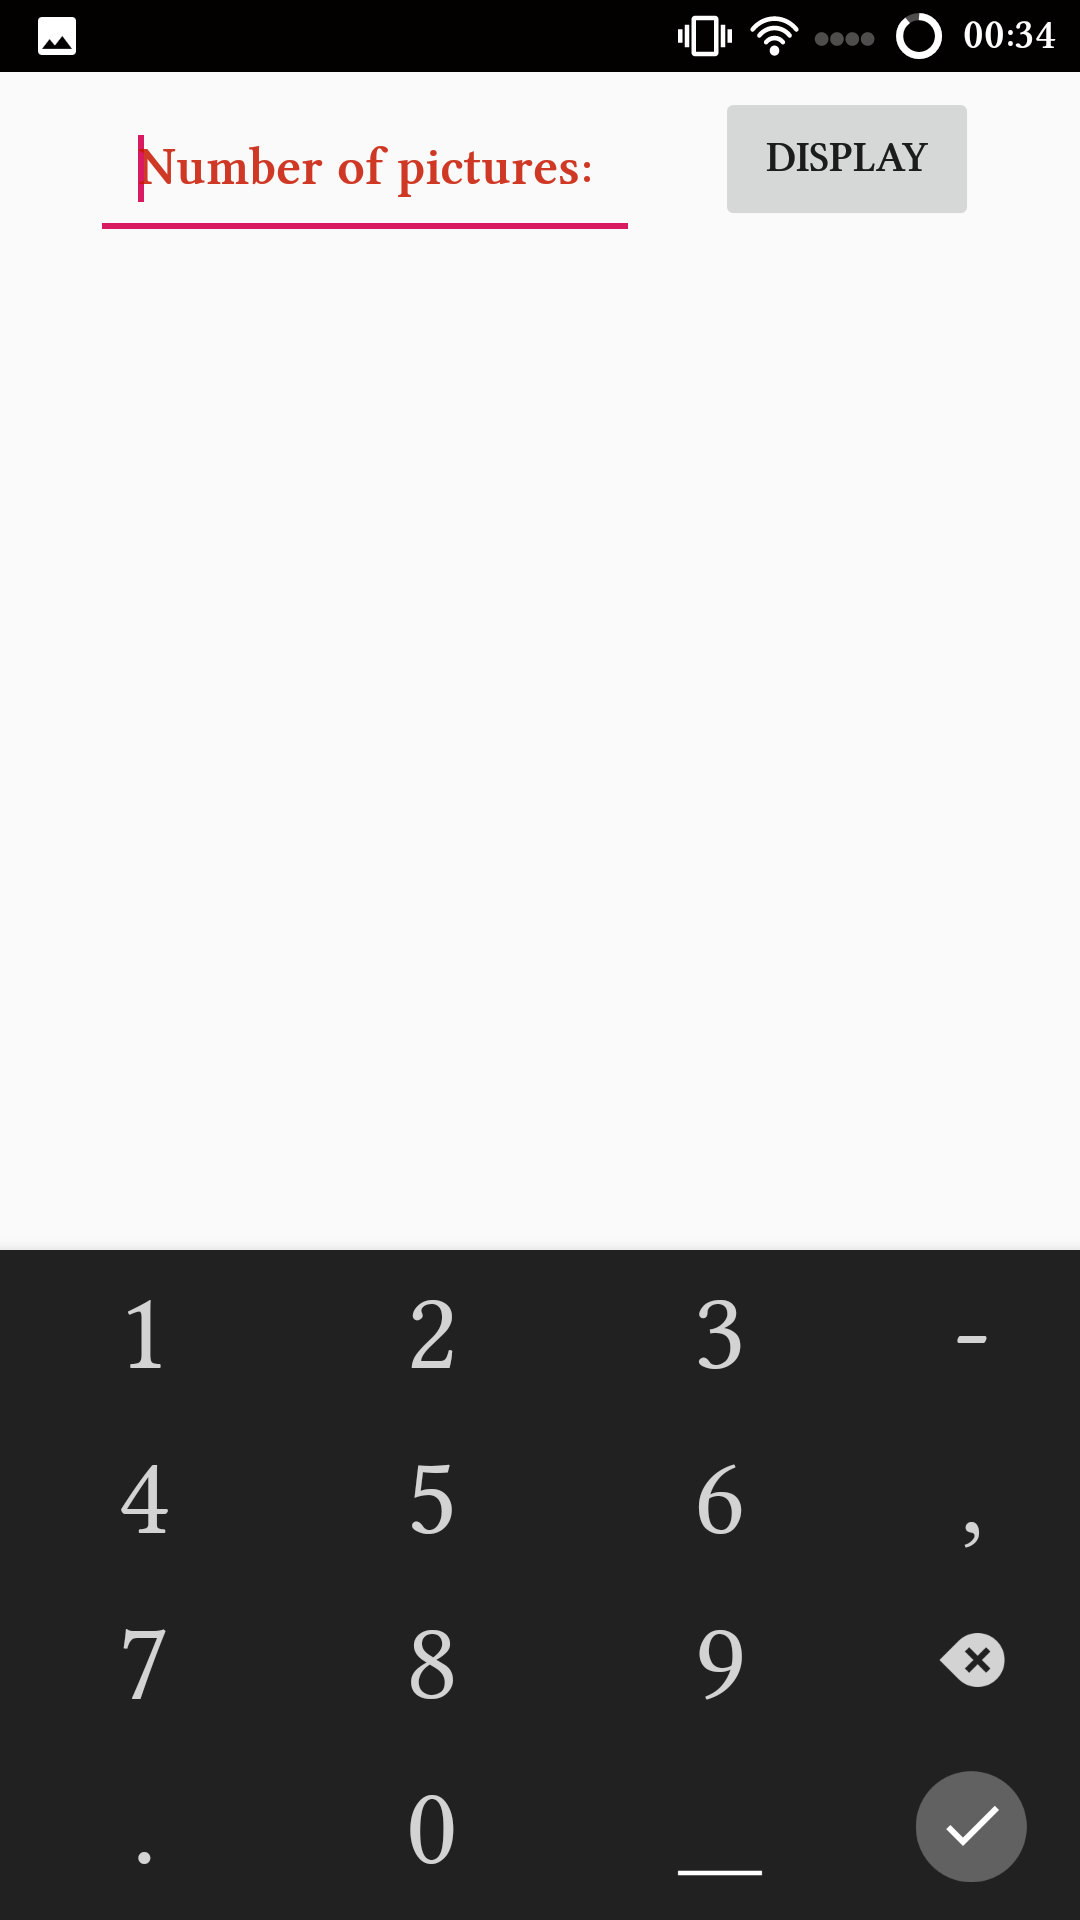 00:34
Number of pictures:
DISPLAY
1 2 3 -
4 5 6 ,
7 8 9
. 0